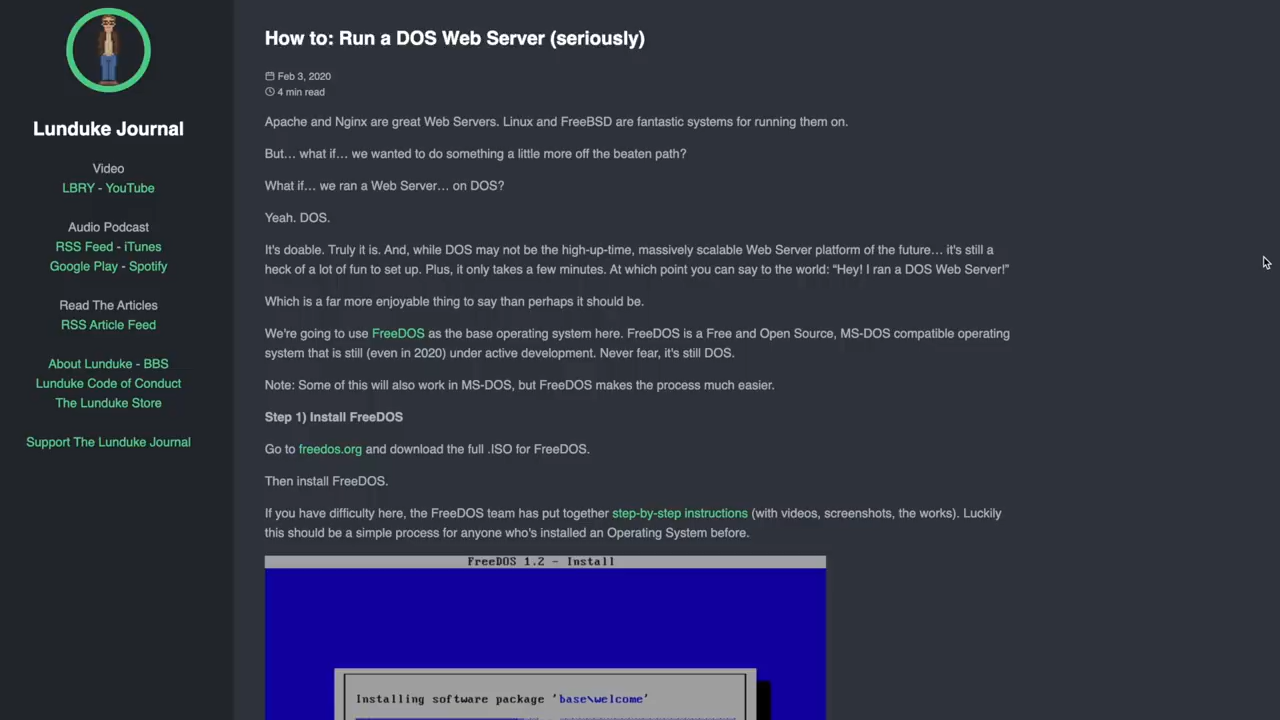 Lunduke Journal
Video
LBRY - YouTube
Audio Podcast
RSS Feed - iTunes
Google Play - Spotify
Read The Articles
RSS Article Feed
About Lunduke - BBS
Lunduke Code of Conduct
The Lunduke Store
Support The Lunduke Journal
How to: Run a DOS Web Server (seriously)
Feb 3, 2020
4 min read
Apache and Nginx are great Web Servers. Linux and FreeBSD are fantastic systems for running them on.
But… what if… we wanted to do something a little more off the beaten path?
What if… we ran a Web Server… on DOS?
Yeah. DOS.
It's doable. Truly it is. And, while DOS may not be the high-up-time, massively scalable Web Server platform of the future… it's still a
heck of a lot of fun to set up. Plus, it only takes a few minutes. At which point you can say to the world: “Hey! I ran a DOS Web Server!”
Which is a far more enjoyable thing to say than perhaps it should be.
We're going to use FreeDOS as the base operating system here. FreeDOS is a Free and Open Source, MS-DOS compatible operating
system that is still (even in 2020) under active development. Never fear, it's still DOS.
Note: Some of this will also work in MS-DOS, but FreeDOS makes the process much easier.
Step 1) Install FreeDOS
Go to freedos.org and download the full .ISO for FreeDOS.
Then install FreeDOS.
If you have difficulty here, the FreeDOS team has put together step-by-step instructions (with videos, screenshots, the works). Luckily
this should be a simple process for anyone who's installed an Operating System before.
FreeDOS 1.2 - Install
Installing software package 'base\welcome'